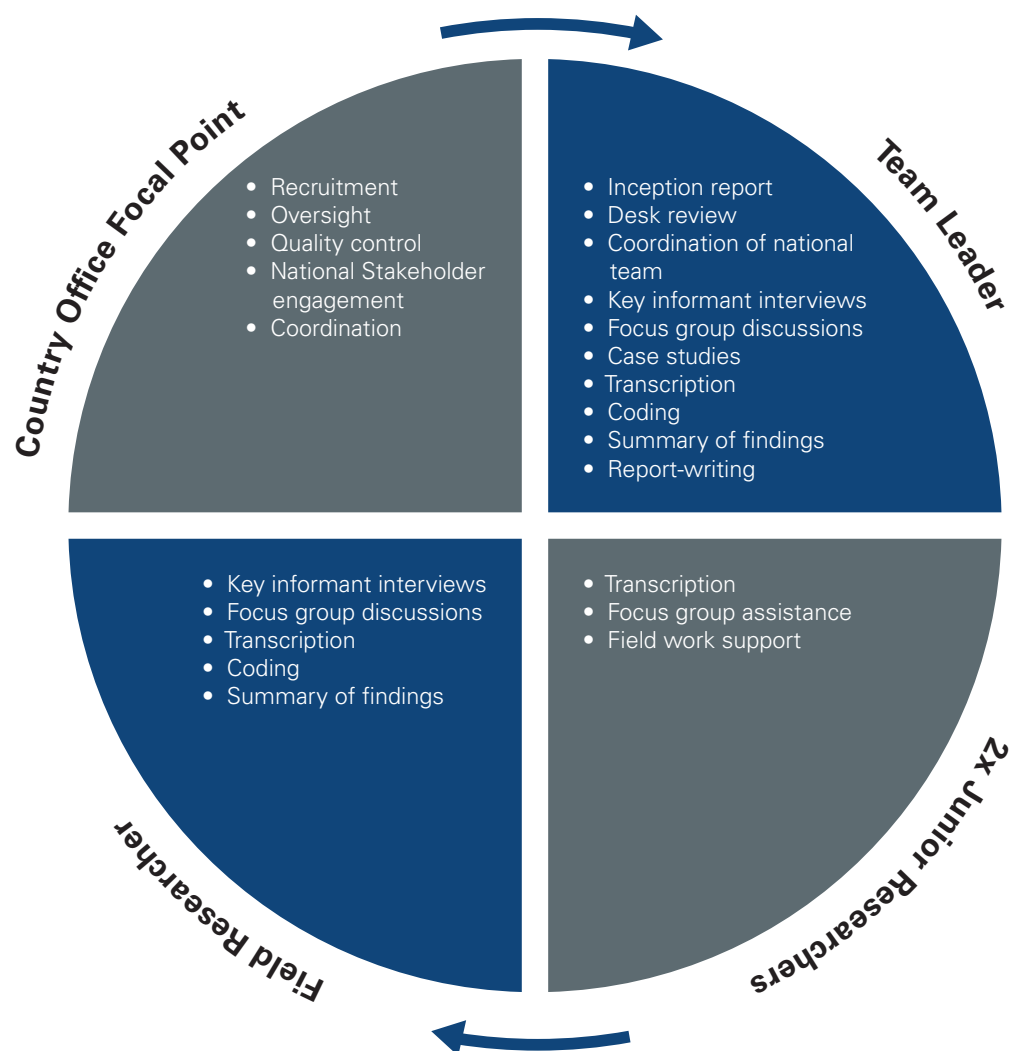 Country Office Focal Point
• Recruitment
• Oversight
• Quality control
• National Stakeholder
engagement
• Coordination
Team Leader
• Inception report
• Desk review
• Coordination of national
team
• Key informant interviews
• Focus group discussions
• Case studies
• Transcription
• Coding
• Summary of findings
• Report-writing
Field Researcher
• Key informant interviews
• Focus group discussions
• Transcription
• Coding
• Summary of findings
2x Junior Researchers
• Transcription
• Focus group assistance
• Field work support